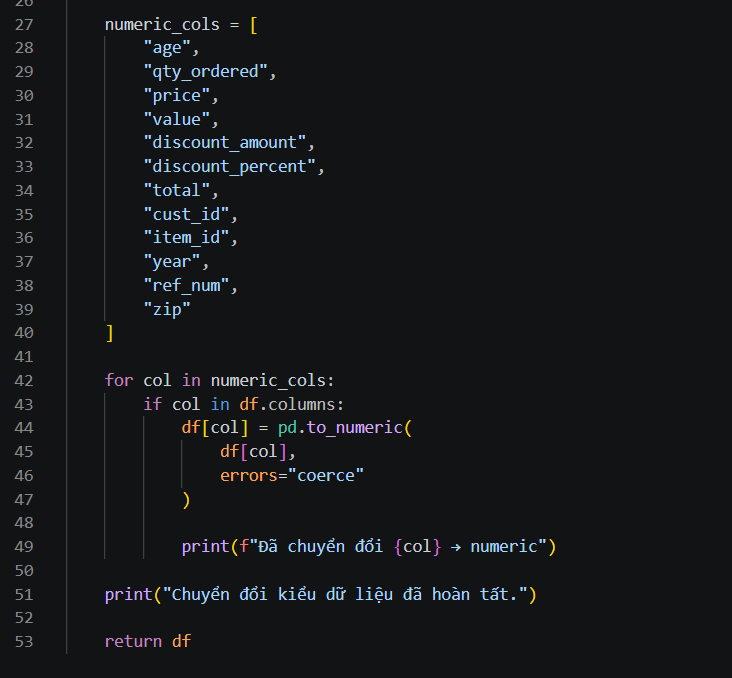 26
27 numeric_cols = [
28 "age",
29 "qty_ordered",
30 "price",
31 "value",
32 "discount_amount",
33 "discount_percent",
34 "total",
35 "cust_id",
36 "item_id",
37 "year",
38 "ref_num",
39 "zip"
40 ]
41
42 for col in numeric_cols:
43 if col in df.columns:
44 df[col] = pd.to_numeric(
45 df[col],
46 errors="coerce"
47 )
48
49 print(f"Đã chuyển đổi {col} → numeric")
50
51 print("Chuyển đổi kiểu dữ liệu đã hoàn tất.")
52
53 return df